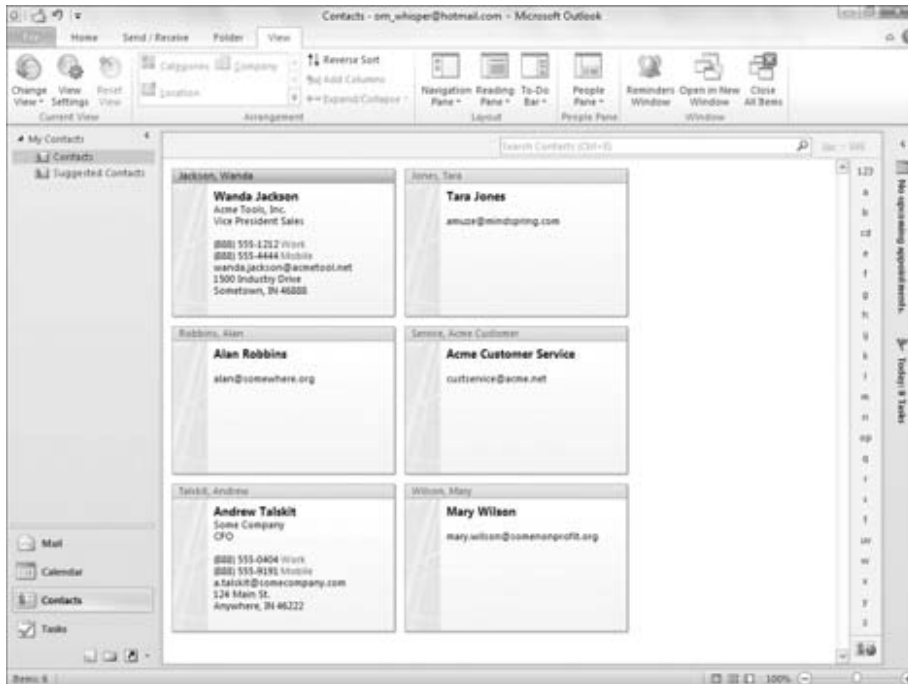 Contacts - om_whisper@hotmail.com - Microsoft Outlook
File Home Send / Receive Folder View
Change View View Settings Reset View
Current View
Categories Company
Location
Reverse Sort
Add Columns
Expand/Collapse
Arrangement
Navigation Pane Reading Pane To-Do Bar
Layout
People Pane
People Pane
Reminders Window Open in New Window Close All Items
Window
My Contacts
Contacts
Suggested Contacts
Search Contacts (Ctrl+E)
Jackson, Wanda
Wanda Jackson
Acme Tools, Inc.
Vice President Sales
(888) 555-1212 Work
(888) 555-4444 Mobile
wanda.jackson@acmetool.net
1500 Industry Drive
Sometown, IN 46888
Jones, Tara
Tara Jones
amuze@mindspring.com
Robbins, Alan
Alan Robbins
alan@somewhere.org
Service, Acme Customer
Acme Customer Service
custservice@acme.net
Talskit, Andrew
Andrew Talskit
Some Company
CFO
(888) 555-0404 Work
(888) 555-9191 Mobile
a.talskit@somecompany.com
124 Main St.
Anywhere, IN 46222
Wilson, Mary
Mary Wilson
mary.wilson@somenonprofit.org
123
a
b
cd
e
f
g
h
ij
k
l
m
n
op
q
r
s
t
uv
w
x
y
z
No upcoming appointments.
Today: 8 Tasks
Mail
Calendar
Contacts
Tasks
Items: 6
100%